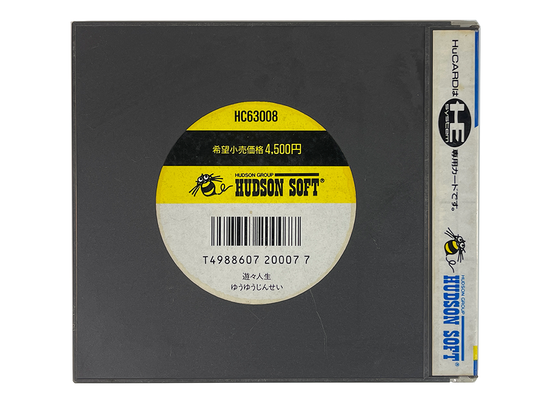 HC63008
希望小売価格 4,500円
HUDSON GROUP
HUDSON SOFT®
T4988607 20007 7
遊々人生
ゆうゆうじんせい
HuCARDは
HE
SYSTEM
専用カードです。
HUDSON GROUP
HUDSON SOFT®